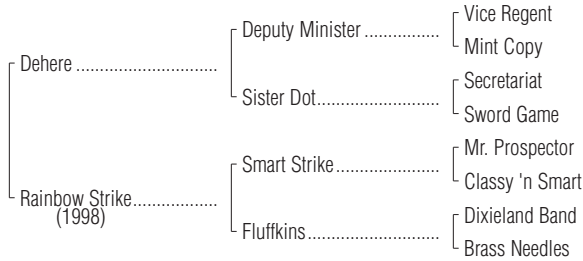 Vice Regent
Deputy Minister ................
Mint Copy
Dehere .............................
Secretariat
Sister Dot..........................
Sword Game
Mr. Prospector
Smart Strike ......................
Classy 'n Smart
Rainbow Strike.................
(1998)
Dixieland Band
Fluffkins............................
Brass Needles